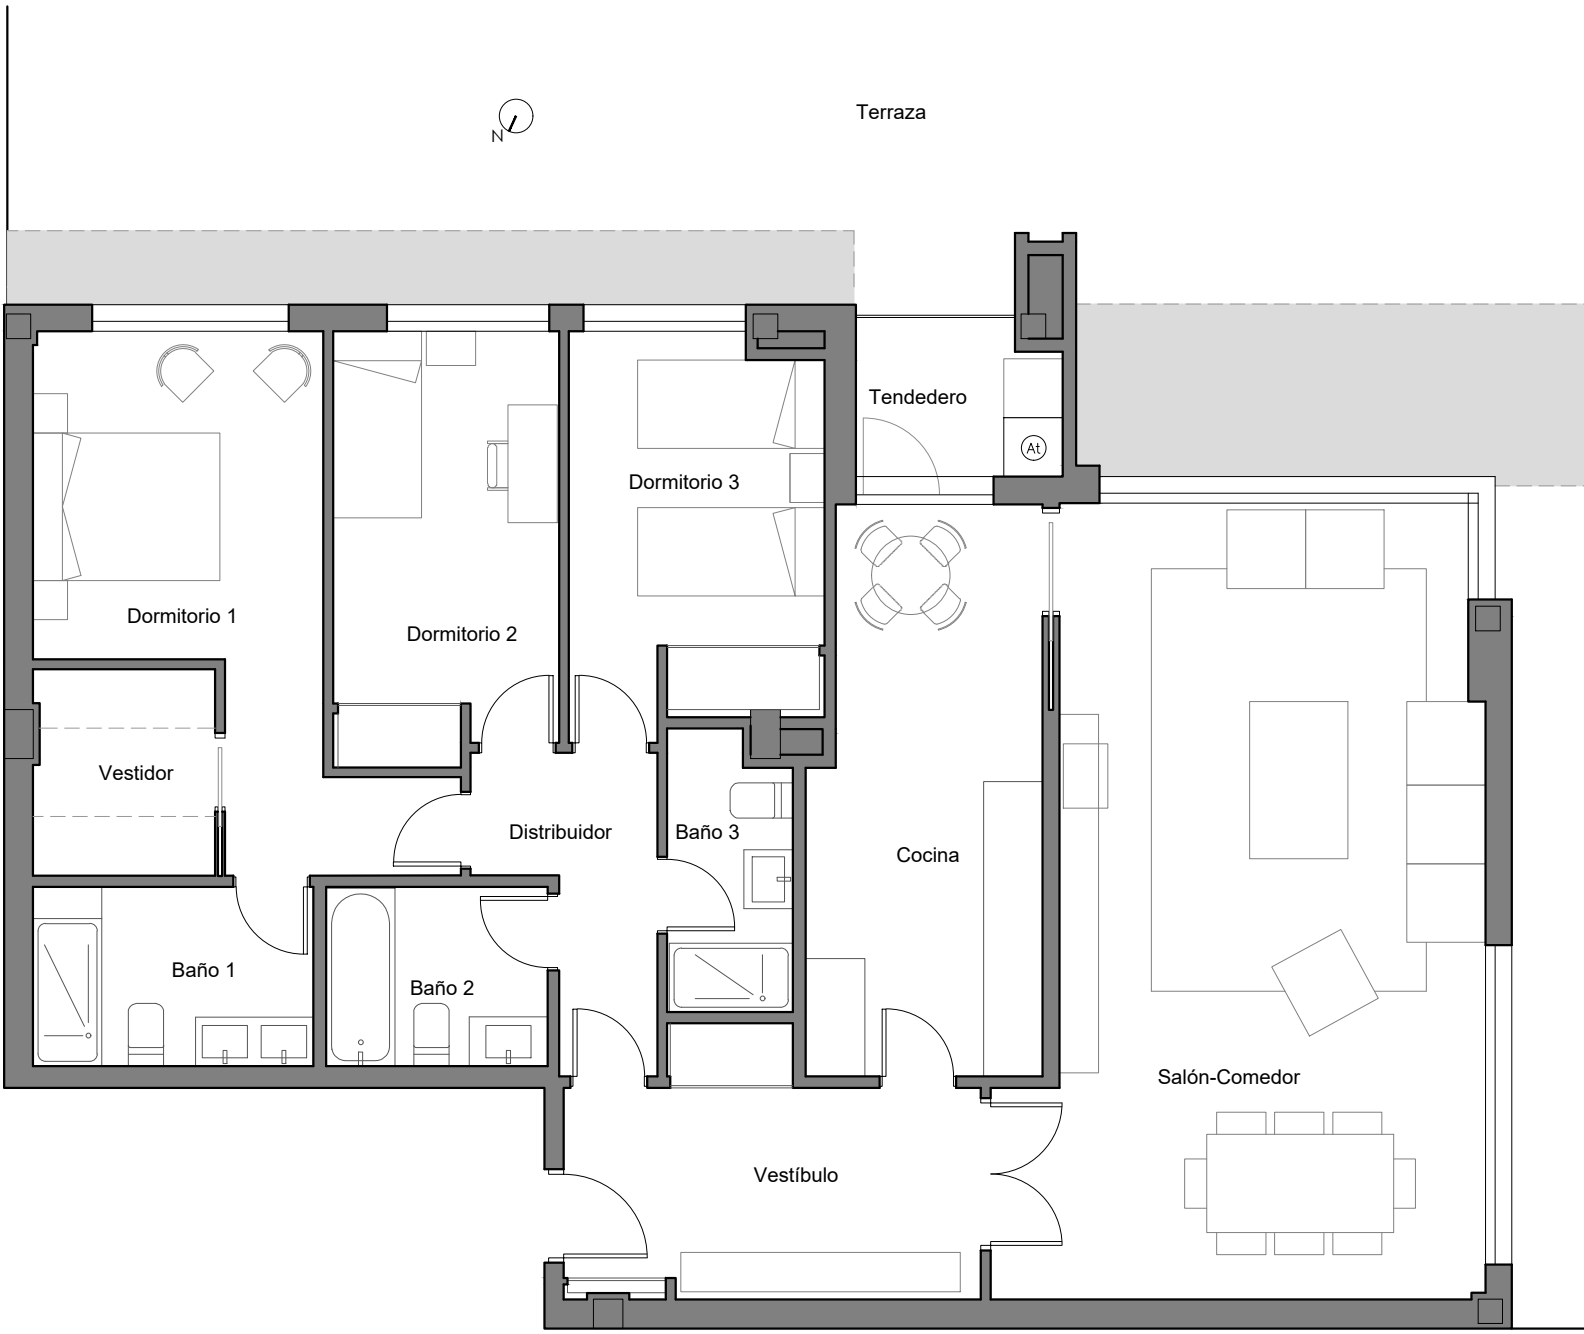 Terraza
N
Tendedero
At
Dormitorio 3
Dormitorio 1
Dormitorio 2
Vestidor
Distribuidor
Baño 3
Cocina
Baño 1
Baño 2
Salón-Comedor
Vestíbulo